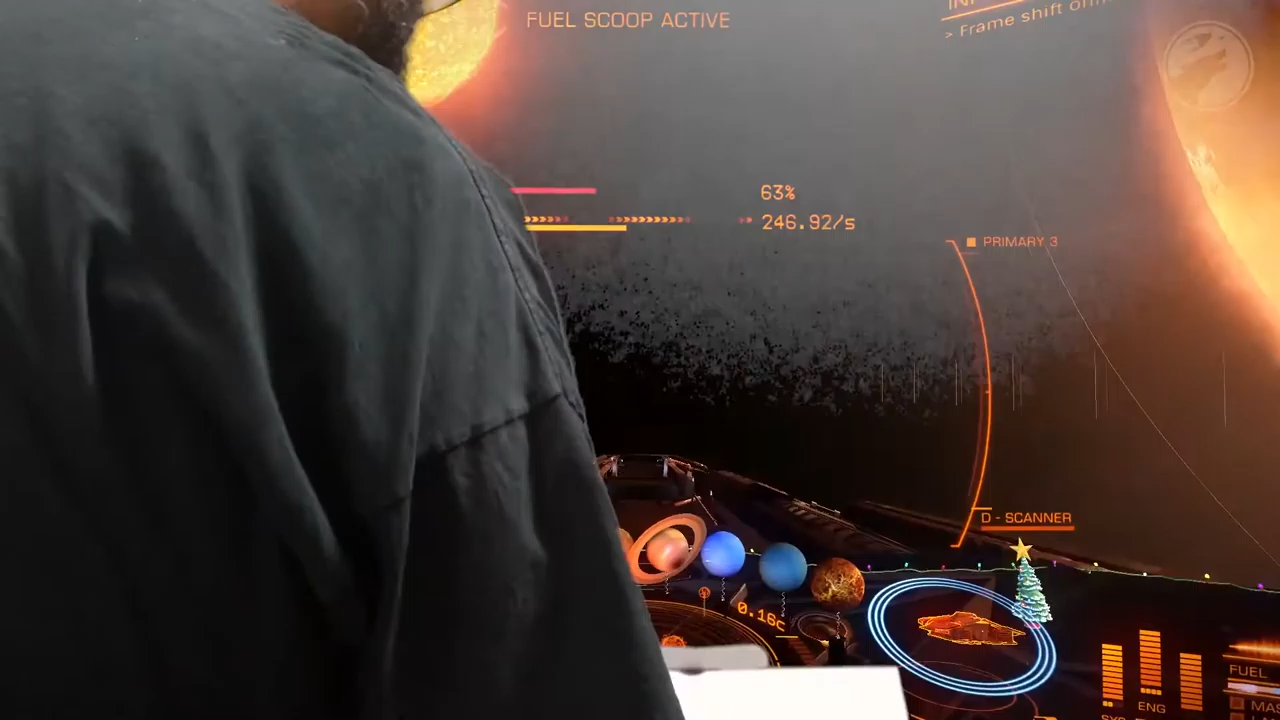 FUEL SCOOP ACTIVE
> Frame shift
63%
246.92/s
PRIMARY 3
D - SCANNER
0.16c
FUEL
ENG